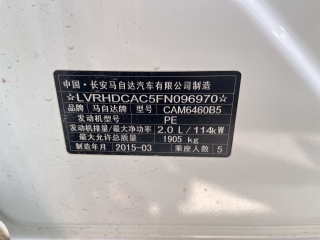 中国·长安马自达汽车有限公司制造
☆LVRHDCAC5FN096970☆
品牌 马自达牌 型号 CAM6460B5
发动机型号 PE
发动机排量/最大净功率 2.0 L/114kW
最大允许总质量 1905 kg
制造年月 2015-03 乘座人数 5